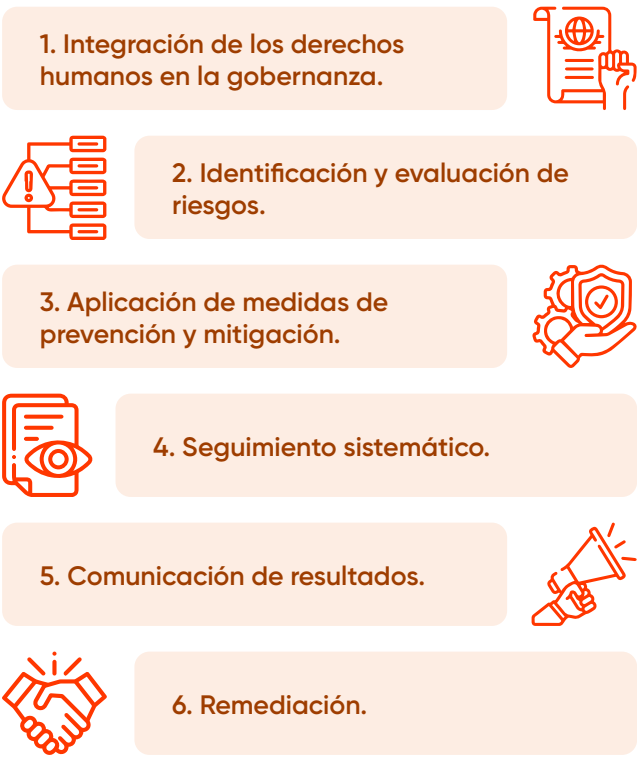 1. Integración de los derechos
humanos en la gobernanza.
2. Identificación y evaluación de
riesgos.
3. Aplicación de medidas de
prevención y mitigación.
4. Seguimiento sistemático.
5. Comunicación de resultados.
6. Remediación.